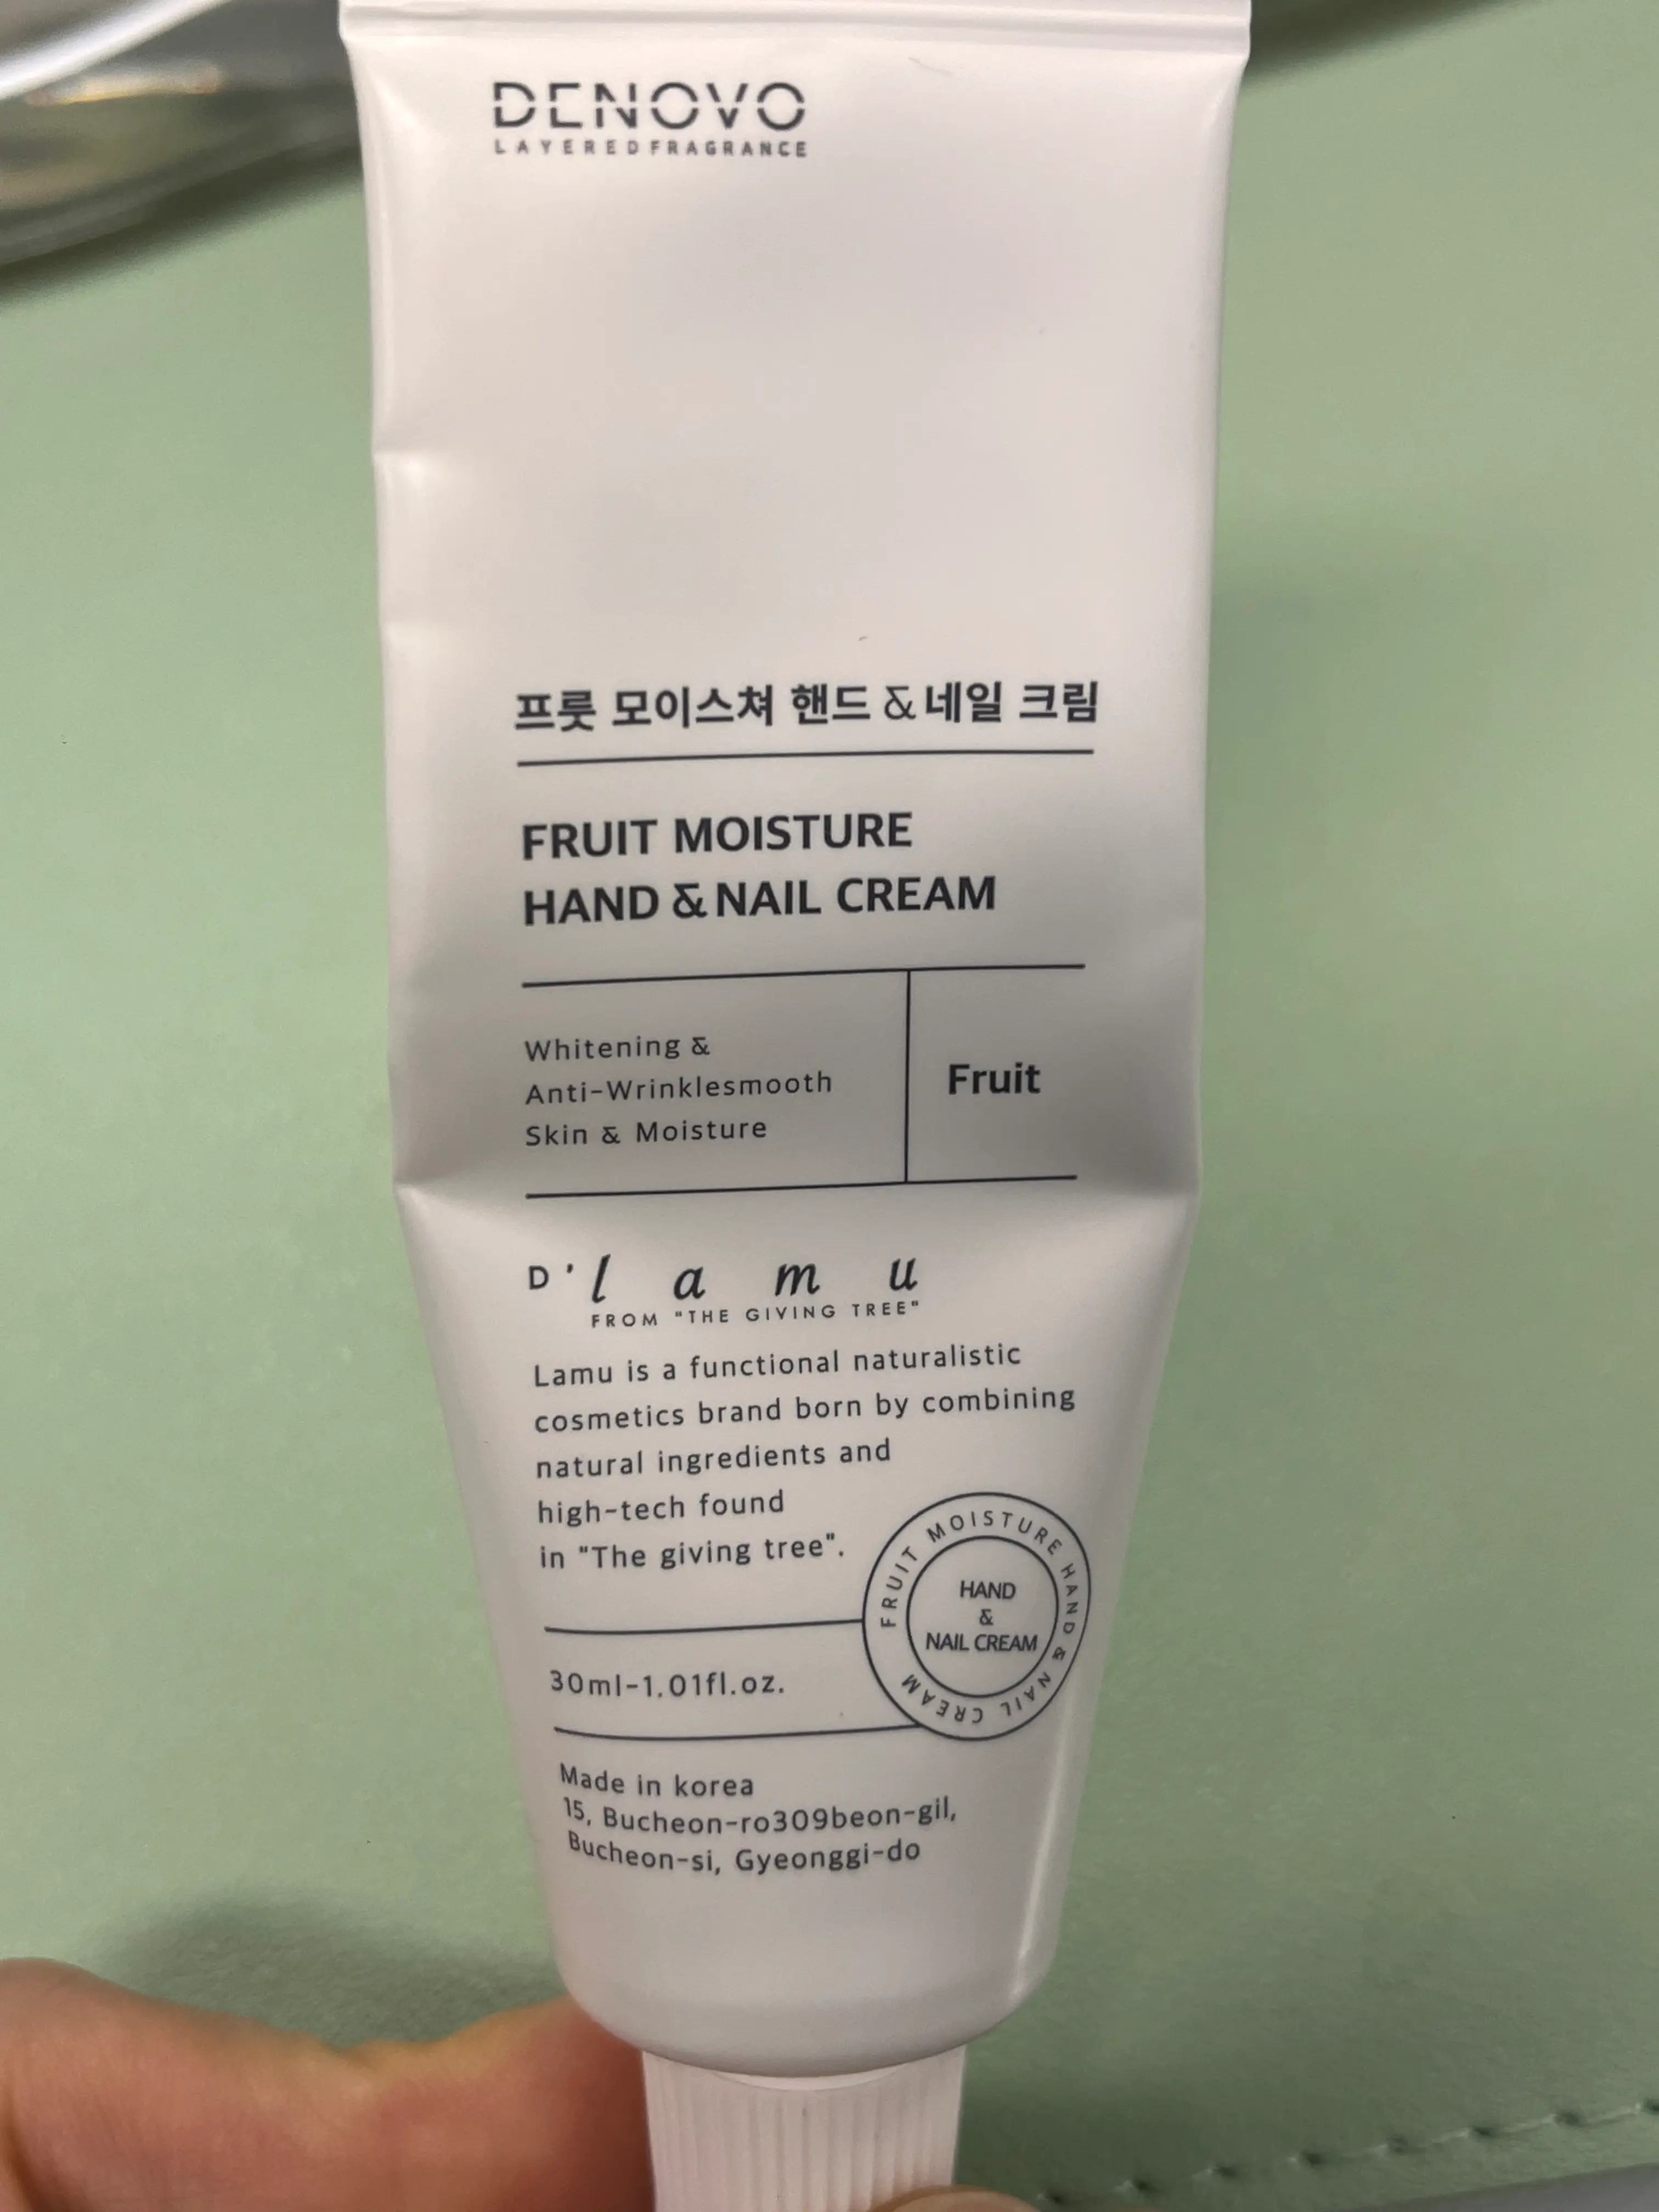 DENOVO
LAYERED FRAGRANCE
프룻 모이스쳐 핸드 & 네일 크림
FRUIT MOISTURE
HAND & NAIL CREAM
Whitening &
Anti-Wrinklesmooth
Skin & Moisture
Fruit
D'lamu
FROM "THE GIVING TREE"
Lamu is a functional naturalistic
cosmetics brand born by combining
natural ingredients and
high-tech found
in "The giving tree".
FRUIT MOISTURE HAND & NAIL CREAM
HAND
&
NAIL CREAM
30ml-1.01fl.oz.
Made in korea
15, Bucheon-ro309beon-gil,
Bucheon-si, Gyeonggi-do